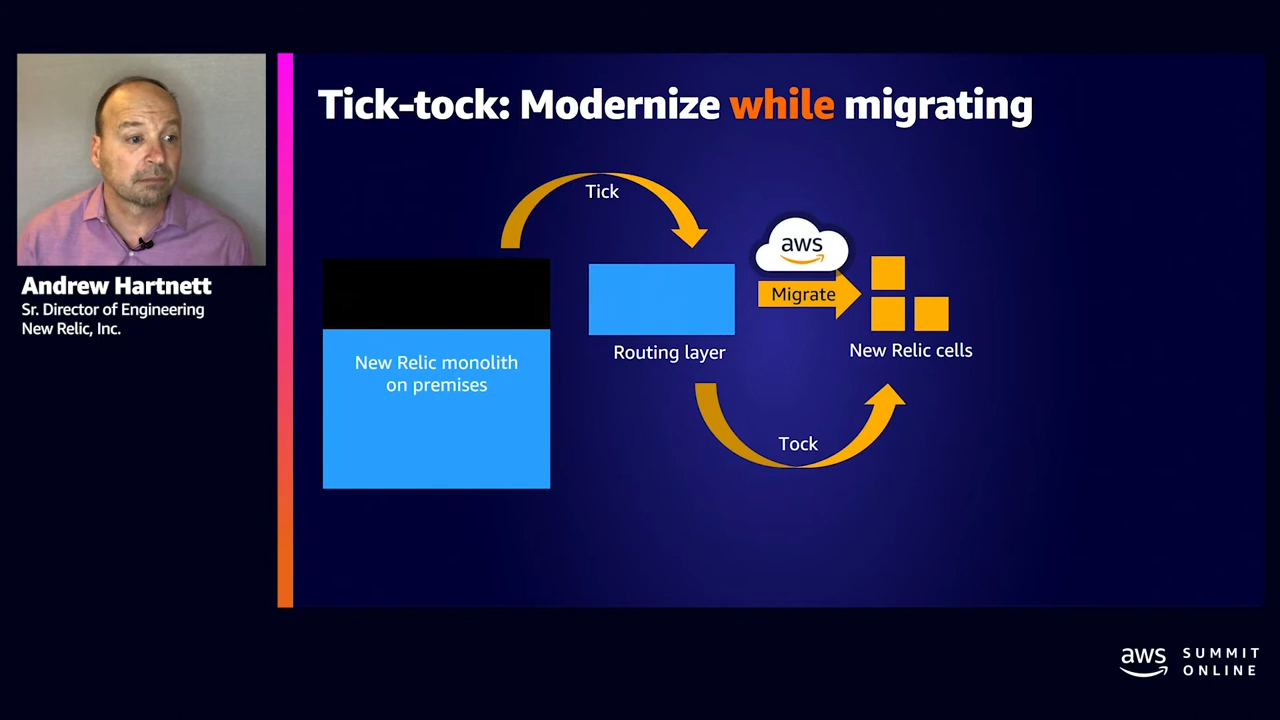 Tick-tock: Modernize while migrating
Tick
aws
Migrate
New Relic monolith
on premises
Routing layer
New Relic cells
Tock
Andrew Hartnett
Sr. Director of Engineering
New Relic, Inc.
aws
SUMMIT
ONLINE